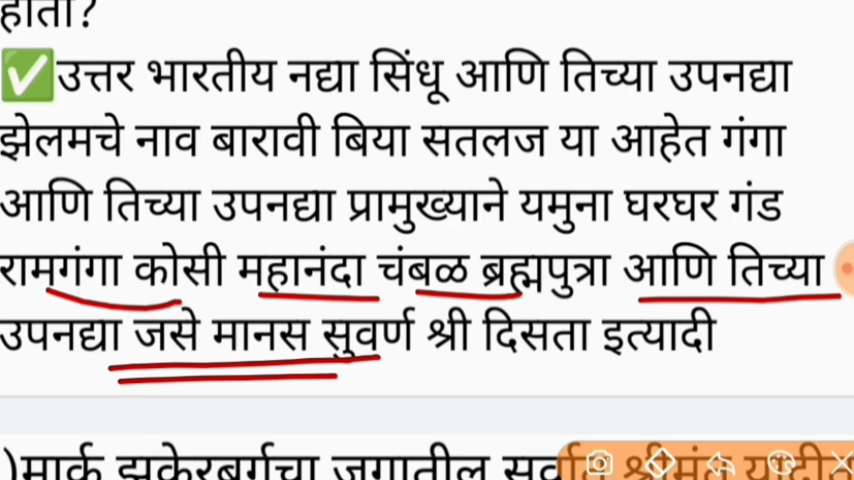 होता?
✅उत्तर भारतीय नद्या सिंधू आणि तिच्या उपनद्या
झेलमचे नाव बारावी बिया सतलज या आहेत गंगा
आणि तिच्या उपनद्या प्रामुख्याने यमुना घरघर गंड
रामगंगा कोसी महानंदा चंबळ ब्रह्मपुत्रा आणि तिच्या
उपनद्या जसे मानस सुवर्ण श्री दिसता इत्यादी
)मार्क झुकेरबर्गचा जगातील सर्वात श्रीमंत